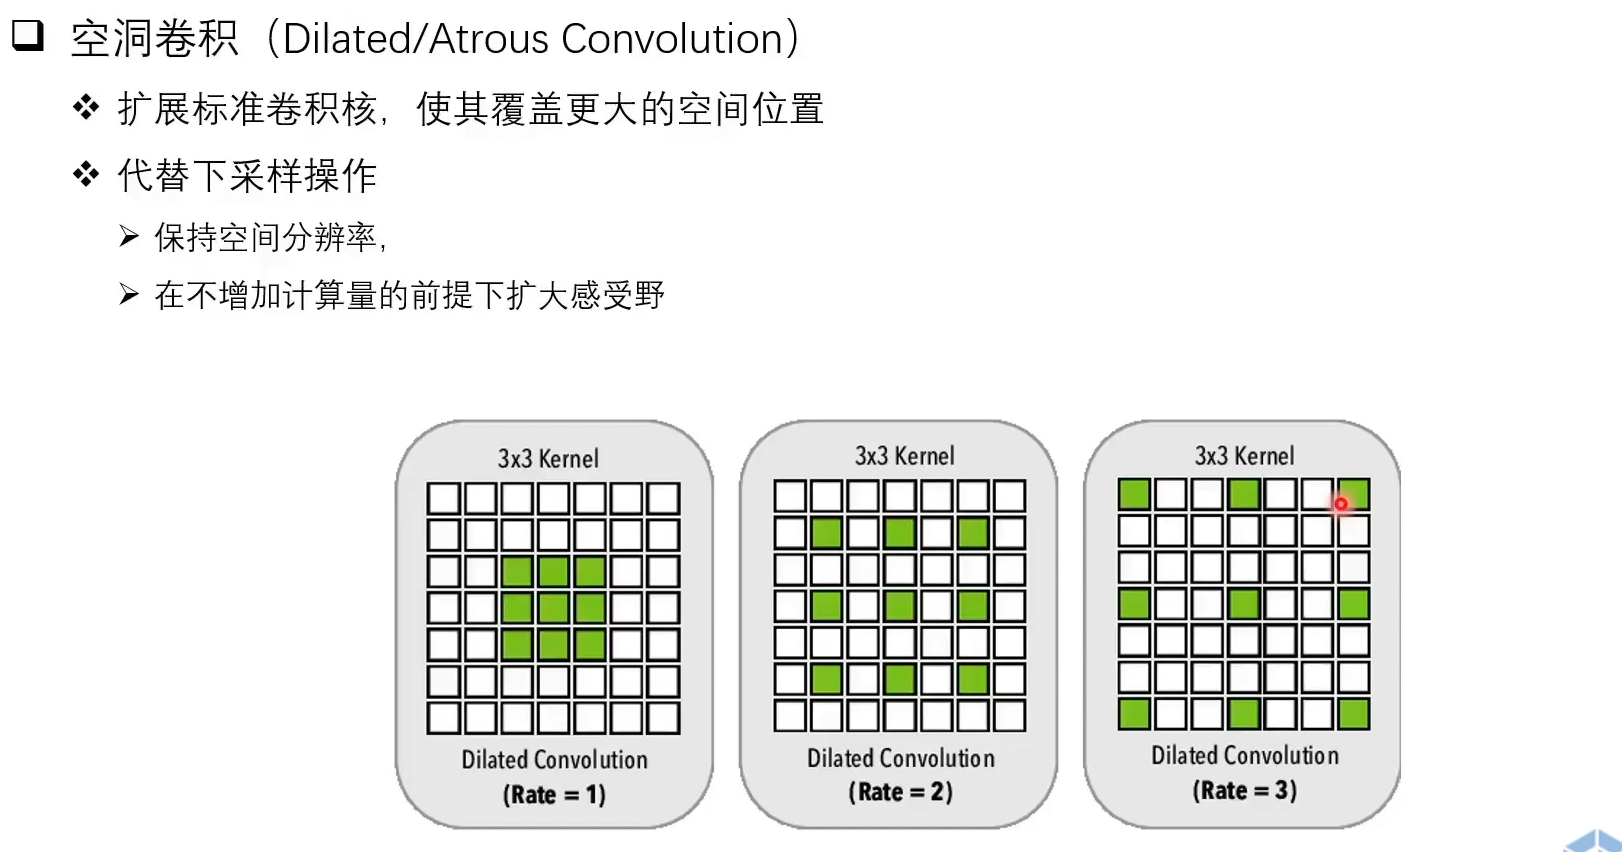 空洞卷积（Dilated/Atrous Convolution）
扩展标准卷积核，使其覆盖更大的空间位置
代替下采样操作
保持空间分辨率，
在不增加计算量的前提下扩大感受野
3x3 Kernel
Dilated Convolution
(Rate = 1)
3x3 Kernel
Dilated Convolution
(Rate = 2)
3x3 Kernel
Dilated Convolution
(Rate = 3)